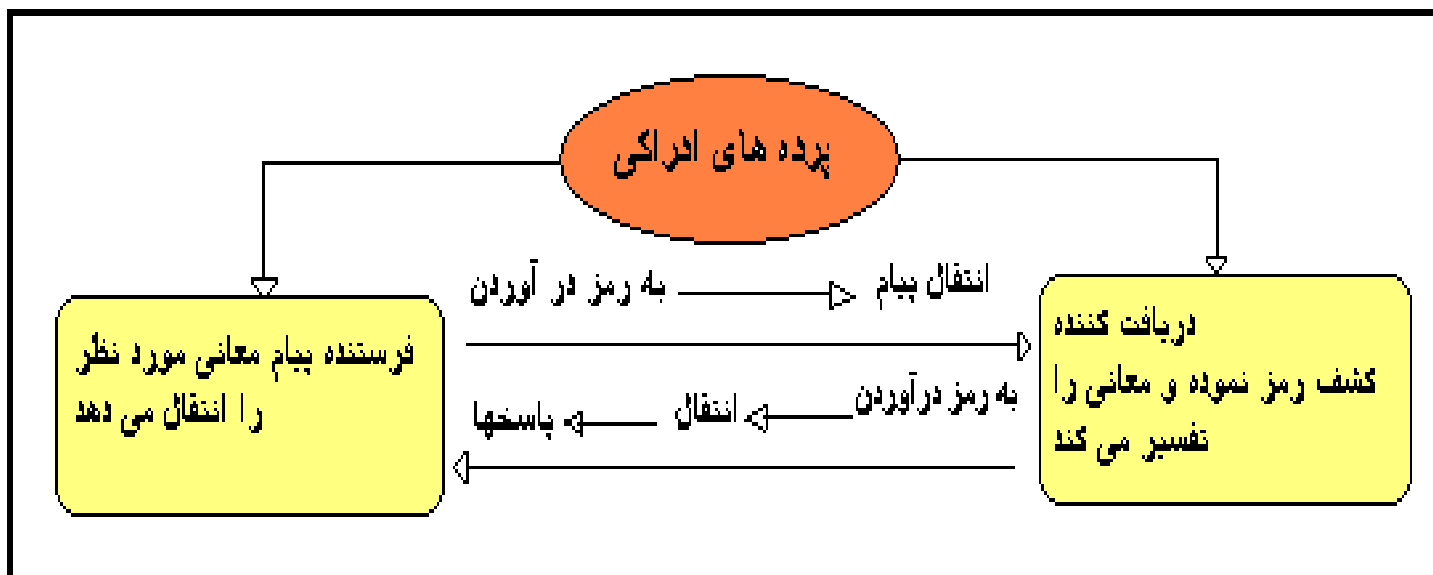 پرده های ادراکی
به رمز در آوردن
انتقال پیام
دریافت کننده
کشف رمز نموده و معانی را
تفسیر می کند
فرستنده پیام معانی مورد نظر
را انتقال می دهد
به رمز درآوردن
انتقال
پاسخها